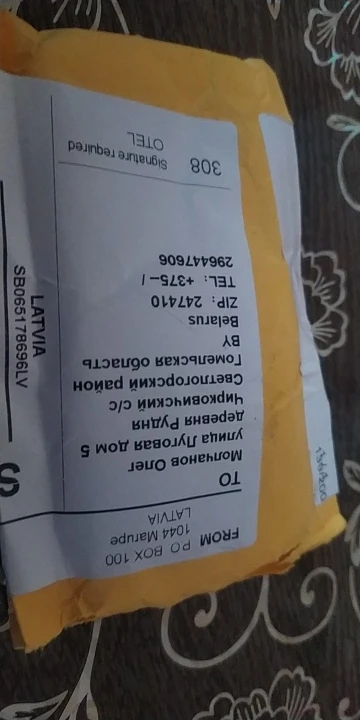 FROM PO BOX 100
1044 Marupe
LATVIA
TO
Молчанов Олег
улица Луговая дом 5
деревня Рудня
Чирковичский с/с
Светлогорский район
Гомельская область
BY
Belarus
ZIP: 247410
TEL: +375-/-
296447606
308 Signature required
OTEL
LATVIA
SB065178696LV
S